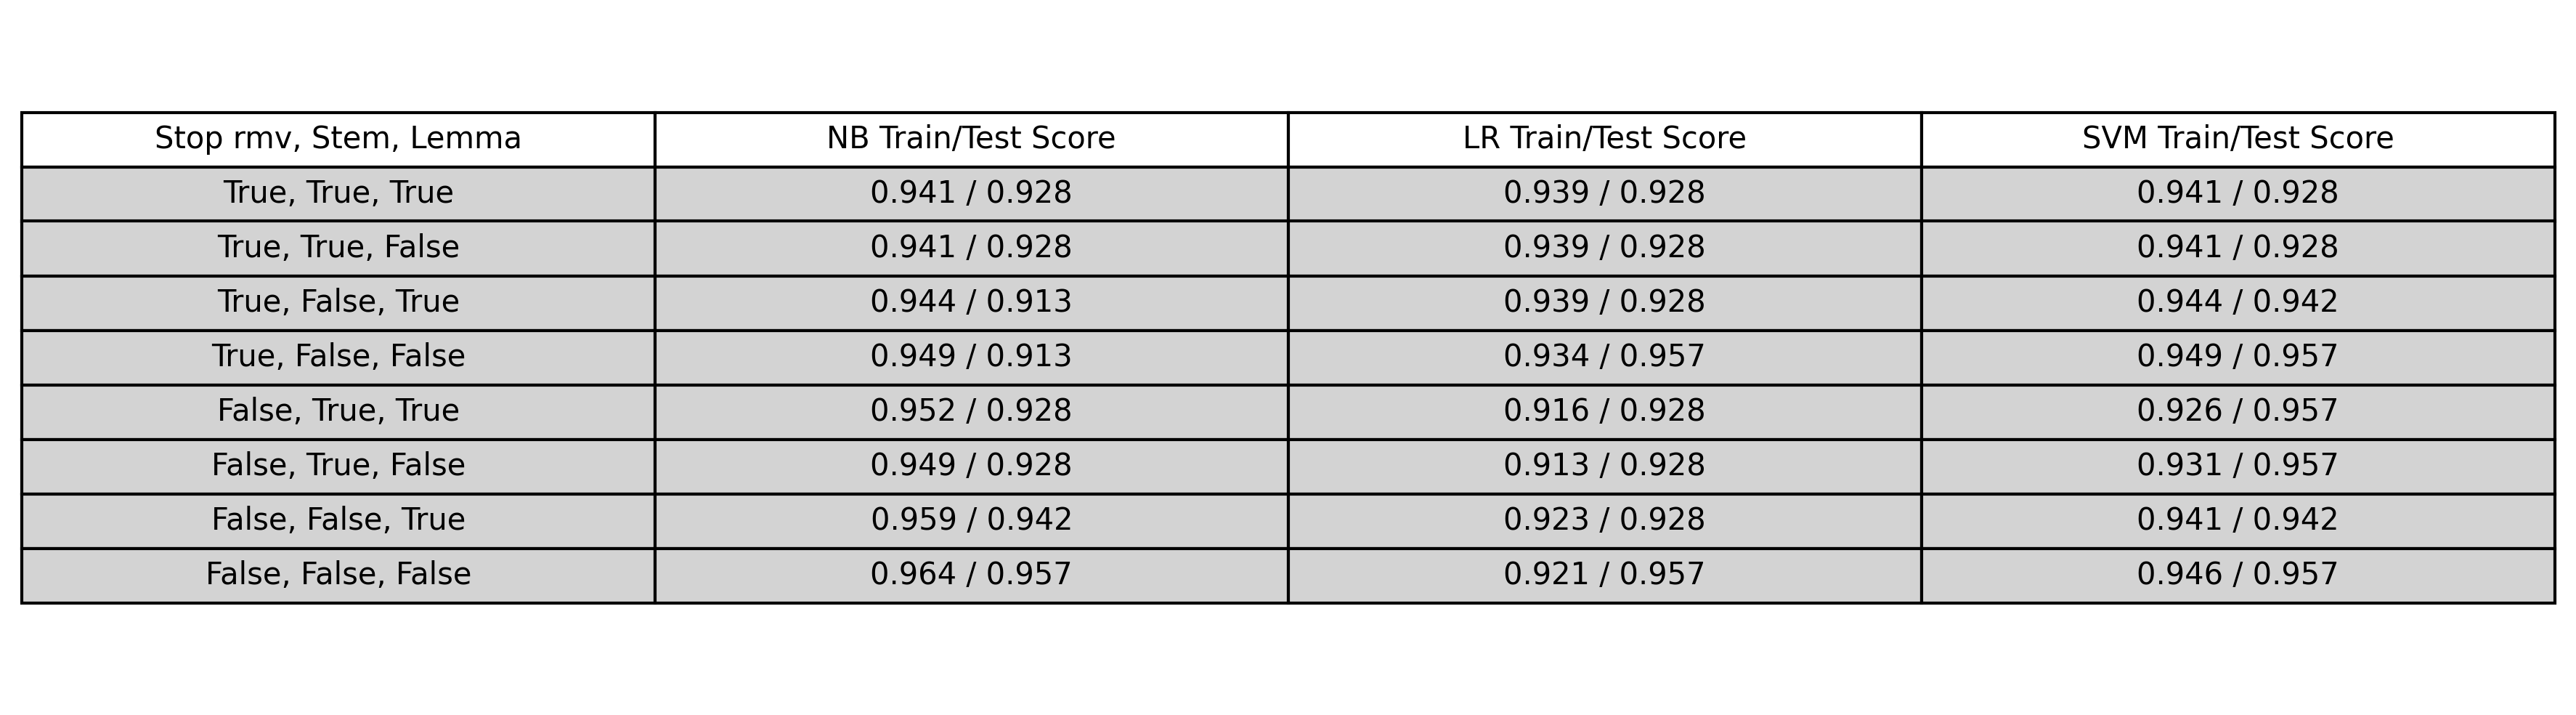 Stop rmv, Stem, Lemma NB Train/Test Score LR Train/Test Score SVM Train/Test Score
True, True, True 0.941 / 0.928 0.939 / 0.928 0.941 / 0.928
True, True, False 0.941 / 0.928 0.939 / 0.928 0.941 / 0.928
True, False, True 0.944 / 0.913 0.939 / 0.928 0.944 / 0.942
True, False, False 0.949 / 0.913 0.934 / 0.957 0.949 / 0.957
False, True, True 0.952 / 0.928 0.916 / 0.928 0.926 / 0.957
False, True, False 0.949 / 0.928 0.913 / 0.928 0.931 / 0.957
False, False, True 0.959 / 0.942 0.923 / 0.928 0.941 / 0.942
False, False, False 0.964 / 0.957 0.921 / 0.957 0.946 / 0.957